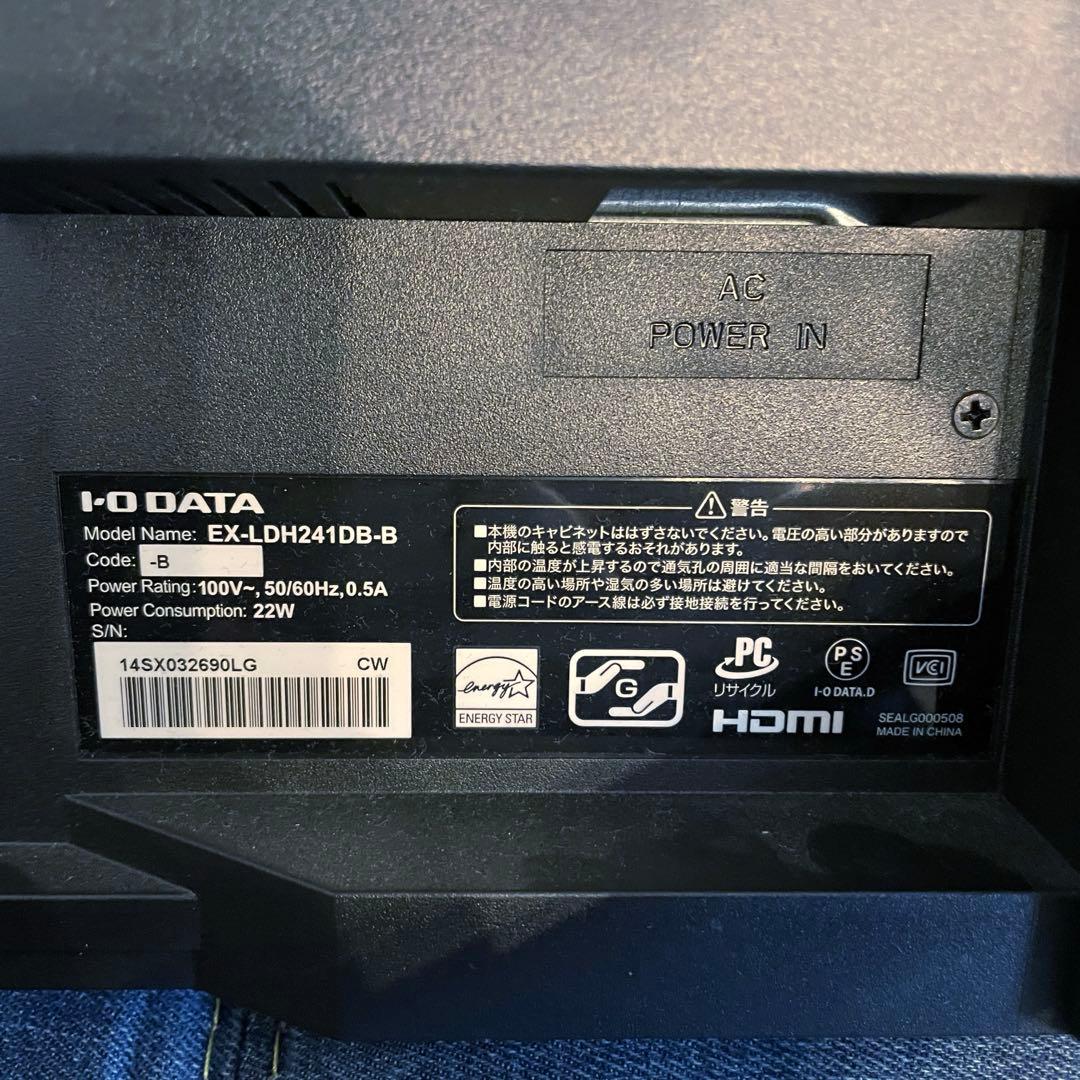 AC
POWER IN
I-O DATA
Model Name: EX-LDH241DB-B
Code: -B
Power Rating: 100V~, 50/60Hz, 0.5A
Power Consumption: 22W
S/N:
14SX032690LG CW
警告
■本機のキャビネットははずさないでください。電圧の高い部分がありますので
内部に触ると感電するおそれがあります。
■内部の温度が上昇するので通気孔の周囲に適当な間隔をおいてください。
■温度の高い場所や湿気の多い場所は避けてください。
■電源コードのアース線は必ず接地接続を行ってください。
energy
ENERGY STAR
G
PC
リサイクル
PS
E
I-O DATA.D
VCI
HDMI
SEALG000508
MADE IN CHINA